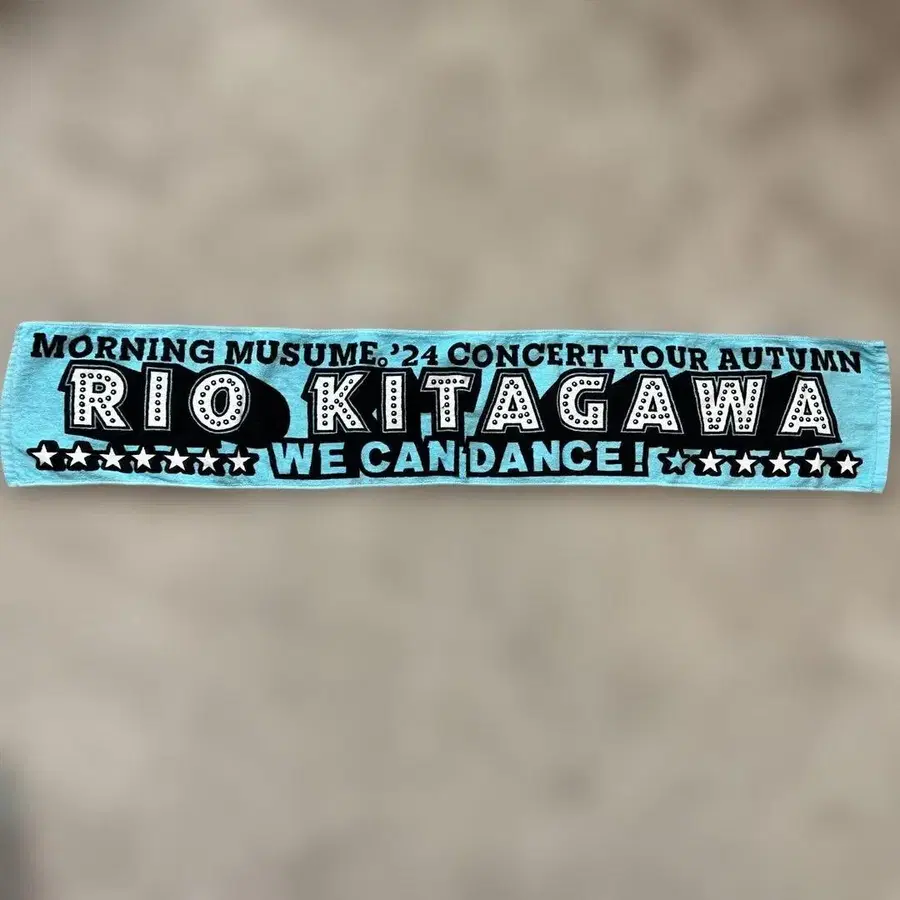 MORNING MUSUME。'24 CONCERT TOUR AUTUMN
RIO KITAGAWA
WE CAN DANCE!